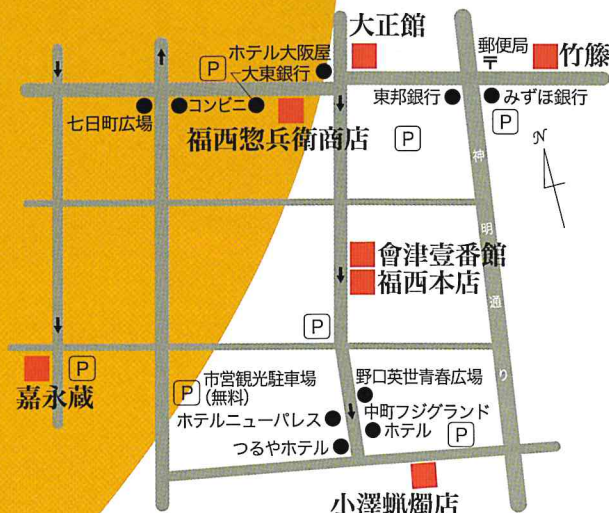 大正館
郵便局
〒
竹藤
ホテル大阪屋
P
大東銀行
東邦銀行
みずほ銀行
コンビニ
七日町広場
福西惣兵衛商店
P
P
N
神明通り
會津壹番館
福西本店
P
嘉永蔵
P
P
市営観光駐車場
(無料)
野口英世青春広場
ホテルニューパレス
中町フジグランド
ホテル
P
つるやホテル
小澤蝋燭店